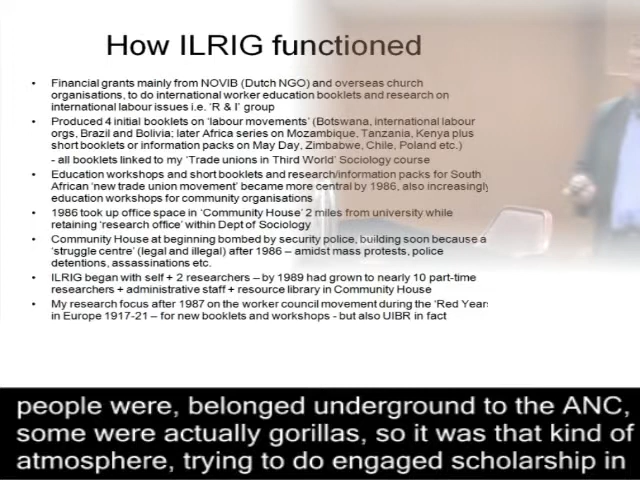 How ILRIG functioned
• Financial grants mainly from NOVIB (Dutch NGO) and overseas church
organisations, to do international worker education booklets and research on
international labour issues i.e. 'R & I' group
• Produced 4 initial booklets on 'labour movements' (Botswana, international labour
orgs, Brazil and Bolivia; later Africa series on Mozambique, Tanzania, Kenya plus
short booklets or information packs on May Day, Zimbabwe, Chile, Poland etc.)
- all booklets linked to my 'Trade unions in Third World' Sociology course
• Education workshops and short booklets and research/information packs for South
African 'new trade union movement' became more central by 1986, also increasingly
education workshops for community organisations
• 1986 took up office space in 'Community House' 2 miles from university while
retaining 'research office' within Dept of Sociology
• Community House at beginning bombed by security police, building soon because a
'struggle centre' (legal and illegal) after 1986 – amidst mass protests, police
detentions, assassinations etc.
• ILRIG began with self + 2 researchers – by 1989 had grown to nearly 10 part-time
researchers + administrative staff + resource library in Community House
• My research focus after 1987 on the worker council movement during the 'Red Years
in Europe 1917-21 – for new booklets and workshops - but also UIBR in fact
people were, belonged underground to the ANC,
some were actually gorillas, so it was that kind of
atmosphere, trying to do engaged scholarship in